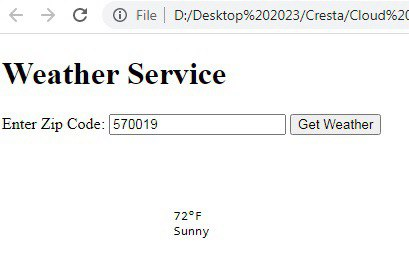 File D:/Desktop%202023/Cresta/Cloud%20
Weather Service
Enter Zip Code: 570019 Get Weather
72°F
Sunny